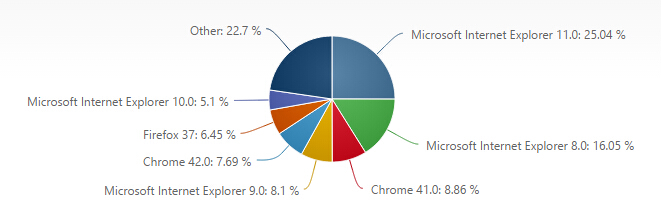 Other: 22.7 %
Microsoft Internet Explorer 11.0: 25.04 %
Microsoft Internet Explorer 10.0: 5.1 %
Firefox 37: 6.45 %
Microsoft Internet Explorer 8.0: 16.05 %
Chrome 42.0: 7.69 %
Microsoft Internet Explorer 9.0: 8.1 %
Chrome 41.0: 8.86 %